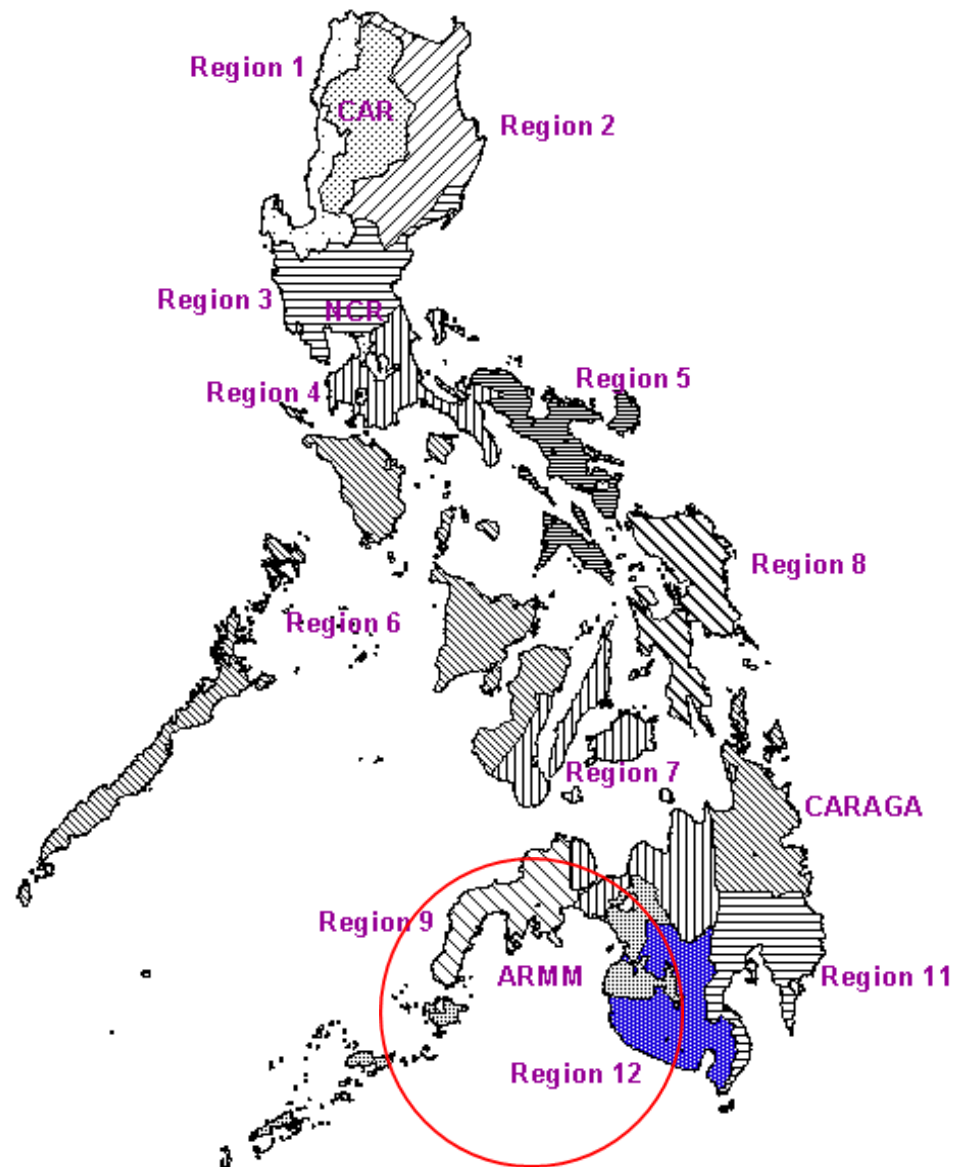 Region 1
CAR
Region 2
Region 3
NCR
Region 4
Region 5
Region 8
Region 6
Region 7
CARAGA
Region 9
ARMM
Region 11
Region 12